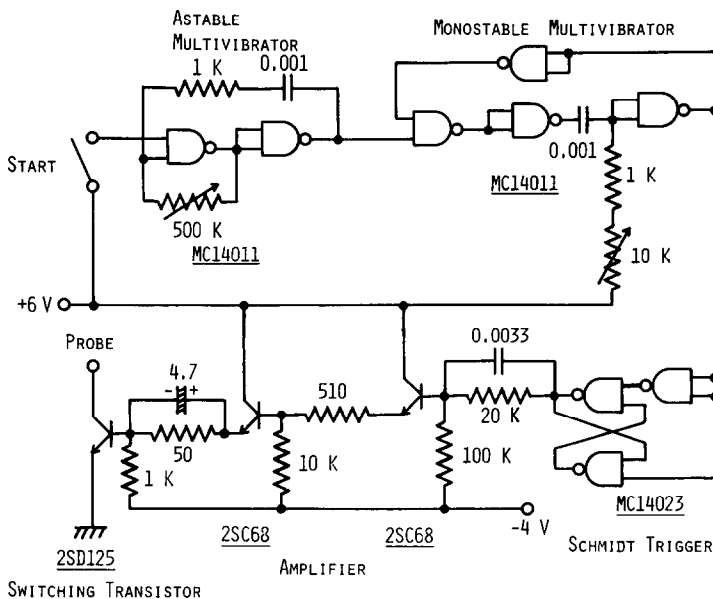 ASTABLE
MULTIVIBRATOR
1 K
0.001
MONOSTABLE MULTIVIBRATOR
START
500 K
MC14011
0.001
MC14011
1 K
10 K
+6 V
PROBE
4.7
- +
50
1 K
510
10 K
0.0033
20 K
100 K
-4 V
MC14023
2SD125
2SC68
2SC68
AMPLIFIER
SCHMIDT TRIGGER
SWITCHING TRANSISTOR